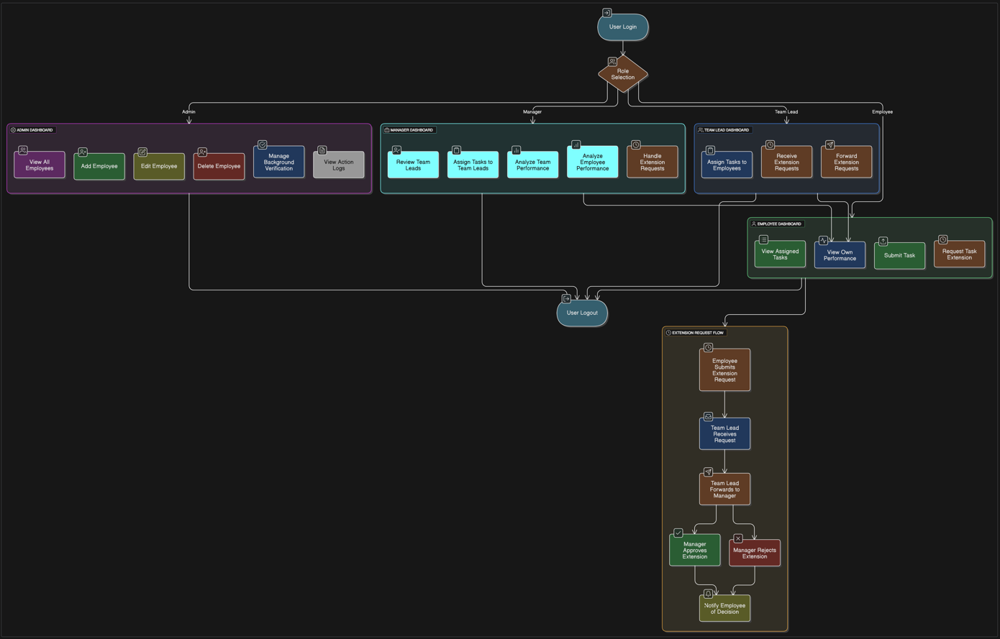 User Login
Role
Selection
Admin
Manager
Team Lead
Employee
ADMIN DASHBOARD
View All
Employees
Add Employee
Edit Employee
Delete Employee
Manage
Background
Verification
View Action
Logs
MANAGER DASHBOARD
Review Team
Leads
Assign Tasks to
Team Leads
Analyze Team
Performance
Analyze
Employee
Performance
Handle
Extension
Requests
TEAM LEAD DASHBOARD
Assign Tasks to
Employees
Receive
Extension
Requests
Forward
Extension
Requests
EMPLOYEE DASHBOARD
View Assigned
Tasks
View Own
Performance
Submit Task
Request Task
Extension
User Logout
EXTENSION REQUEST FLOW
Employee
Submits
Extension
Request
Team Lead
Receives
Request
Team Lead
Forwards to
Manager
Manager
Approves
Extension
Manager Rejects
Extension
Notify Employee
of Decision